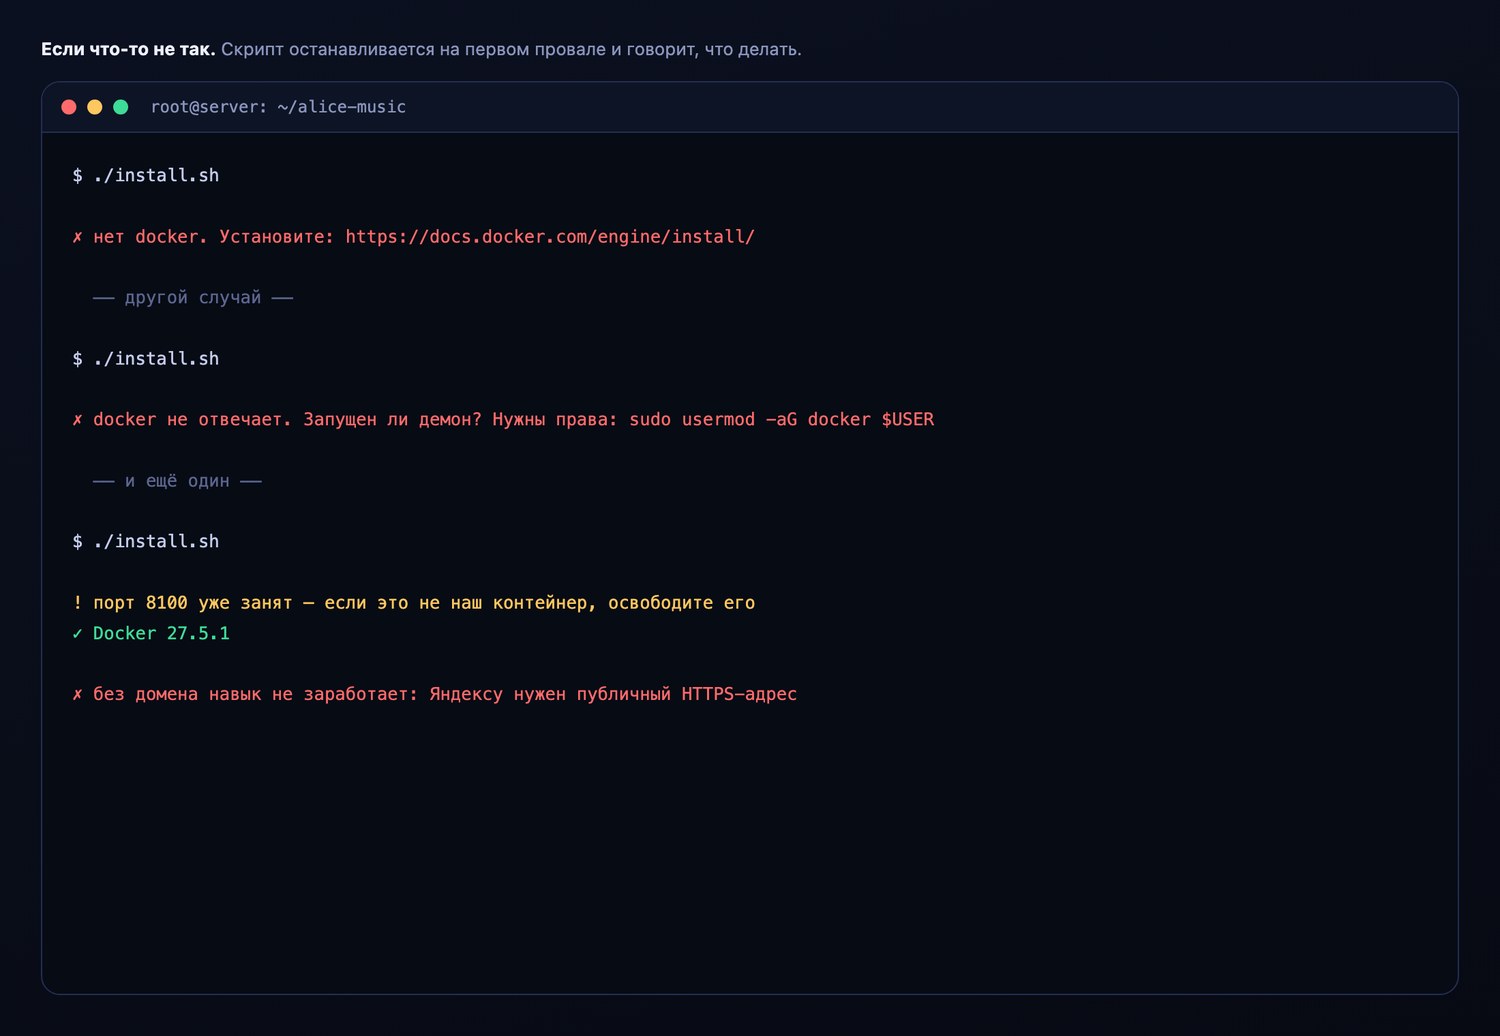 Если что-то не так. Скрипт останавливается на первом провале и говорит, что делать.
root@server: ~/alice-music
$ ./install.sh
✗ нет docker. Установите: https://docs.docker.com/engine/install/
—— другой случай ——
$ ./install.sh
✗ docker не отвечает. Запущен ли демон? Нужны права: sudo usermod -aG docker $USER
—— и ещё один ——
$ ./install.sh
! порт 8100 уже занят — если это не наш контейнер, освободите его
✓ Docker 27.5.1
✗ без домена навык не заработает: Яндексу нужен публичный HTTPS-адрес